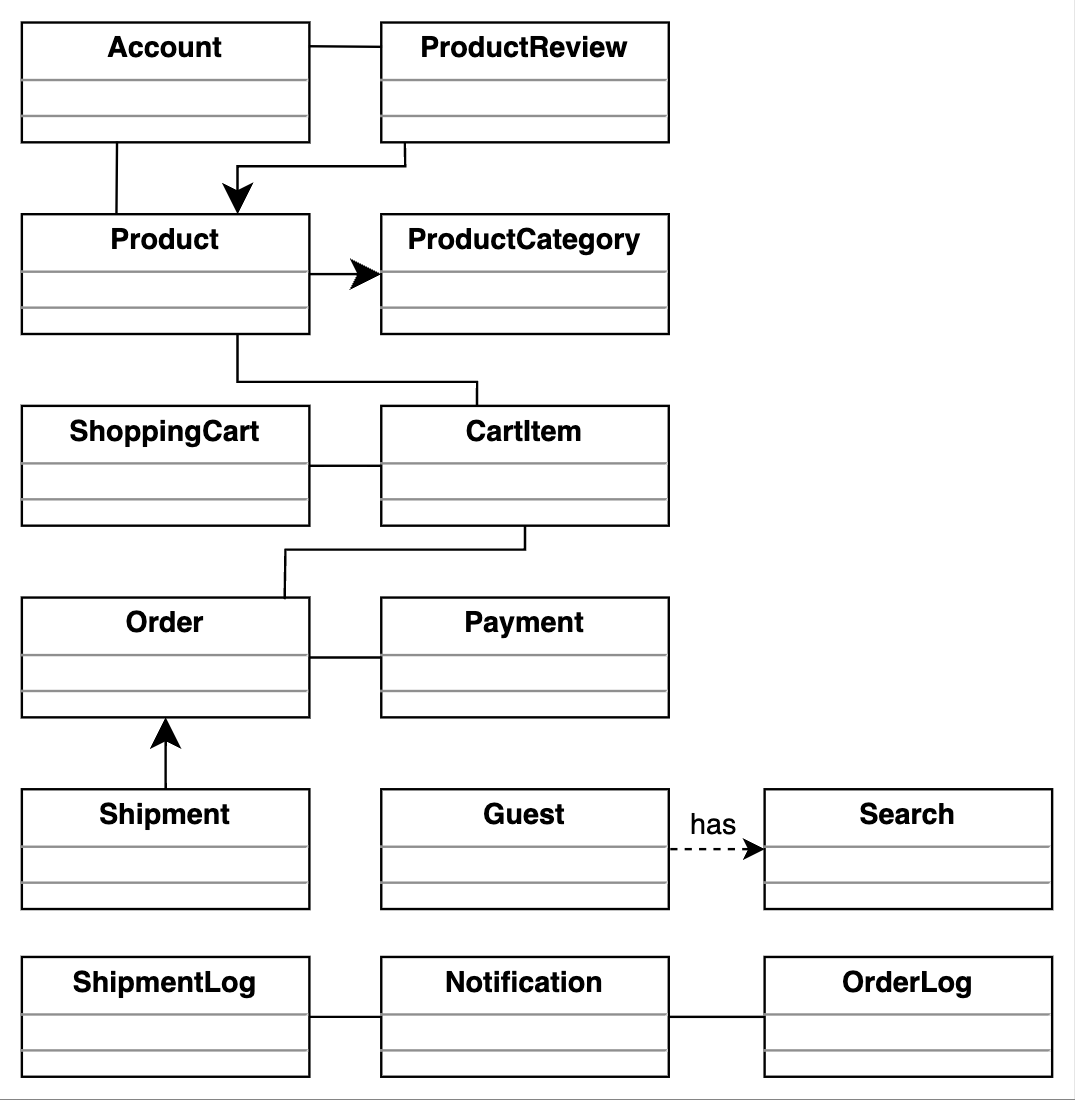 Account
ProductReview
Product
ProductCategory
ShoppingCart
CartItem
Order
Payment
Shipment
Guest
has
Search
ShipmentLog
Notification
OrderLog